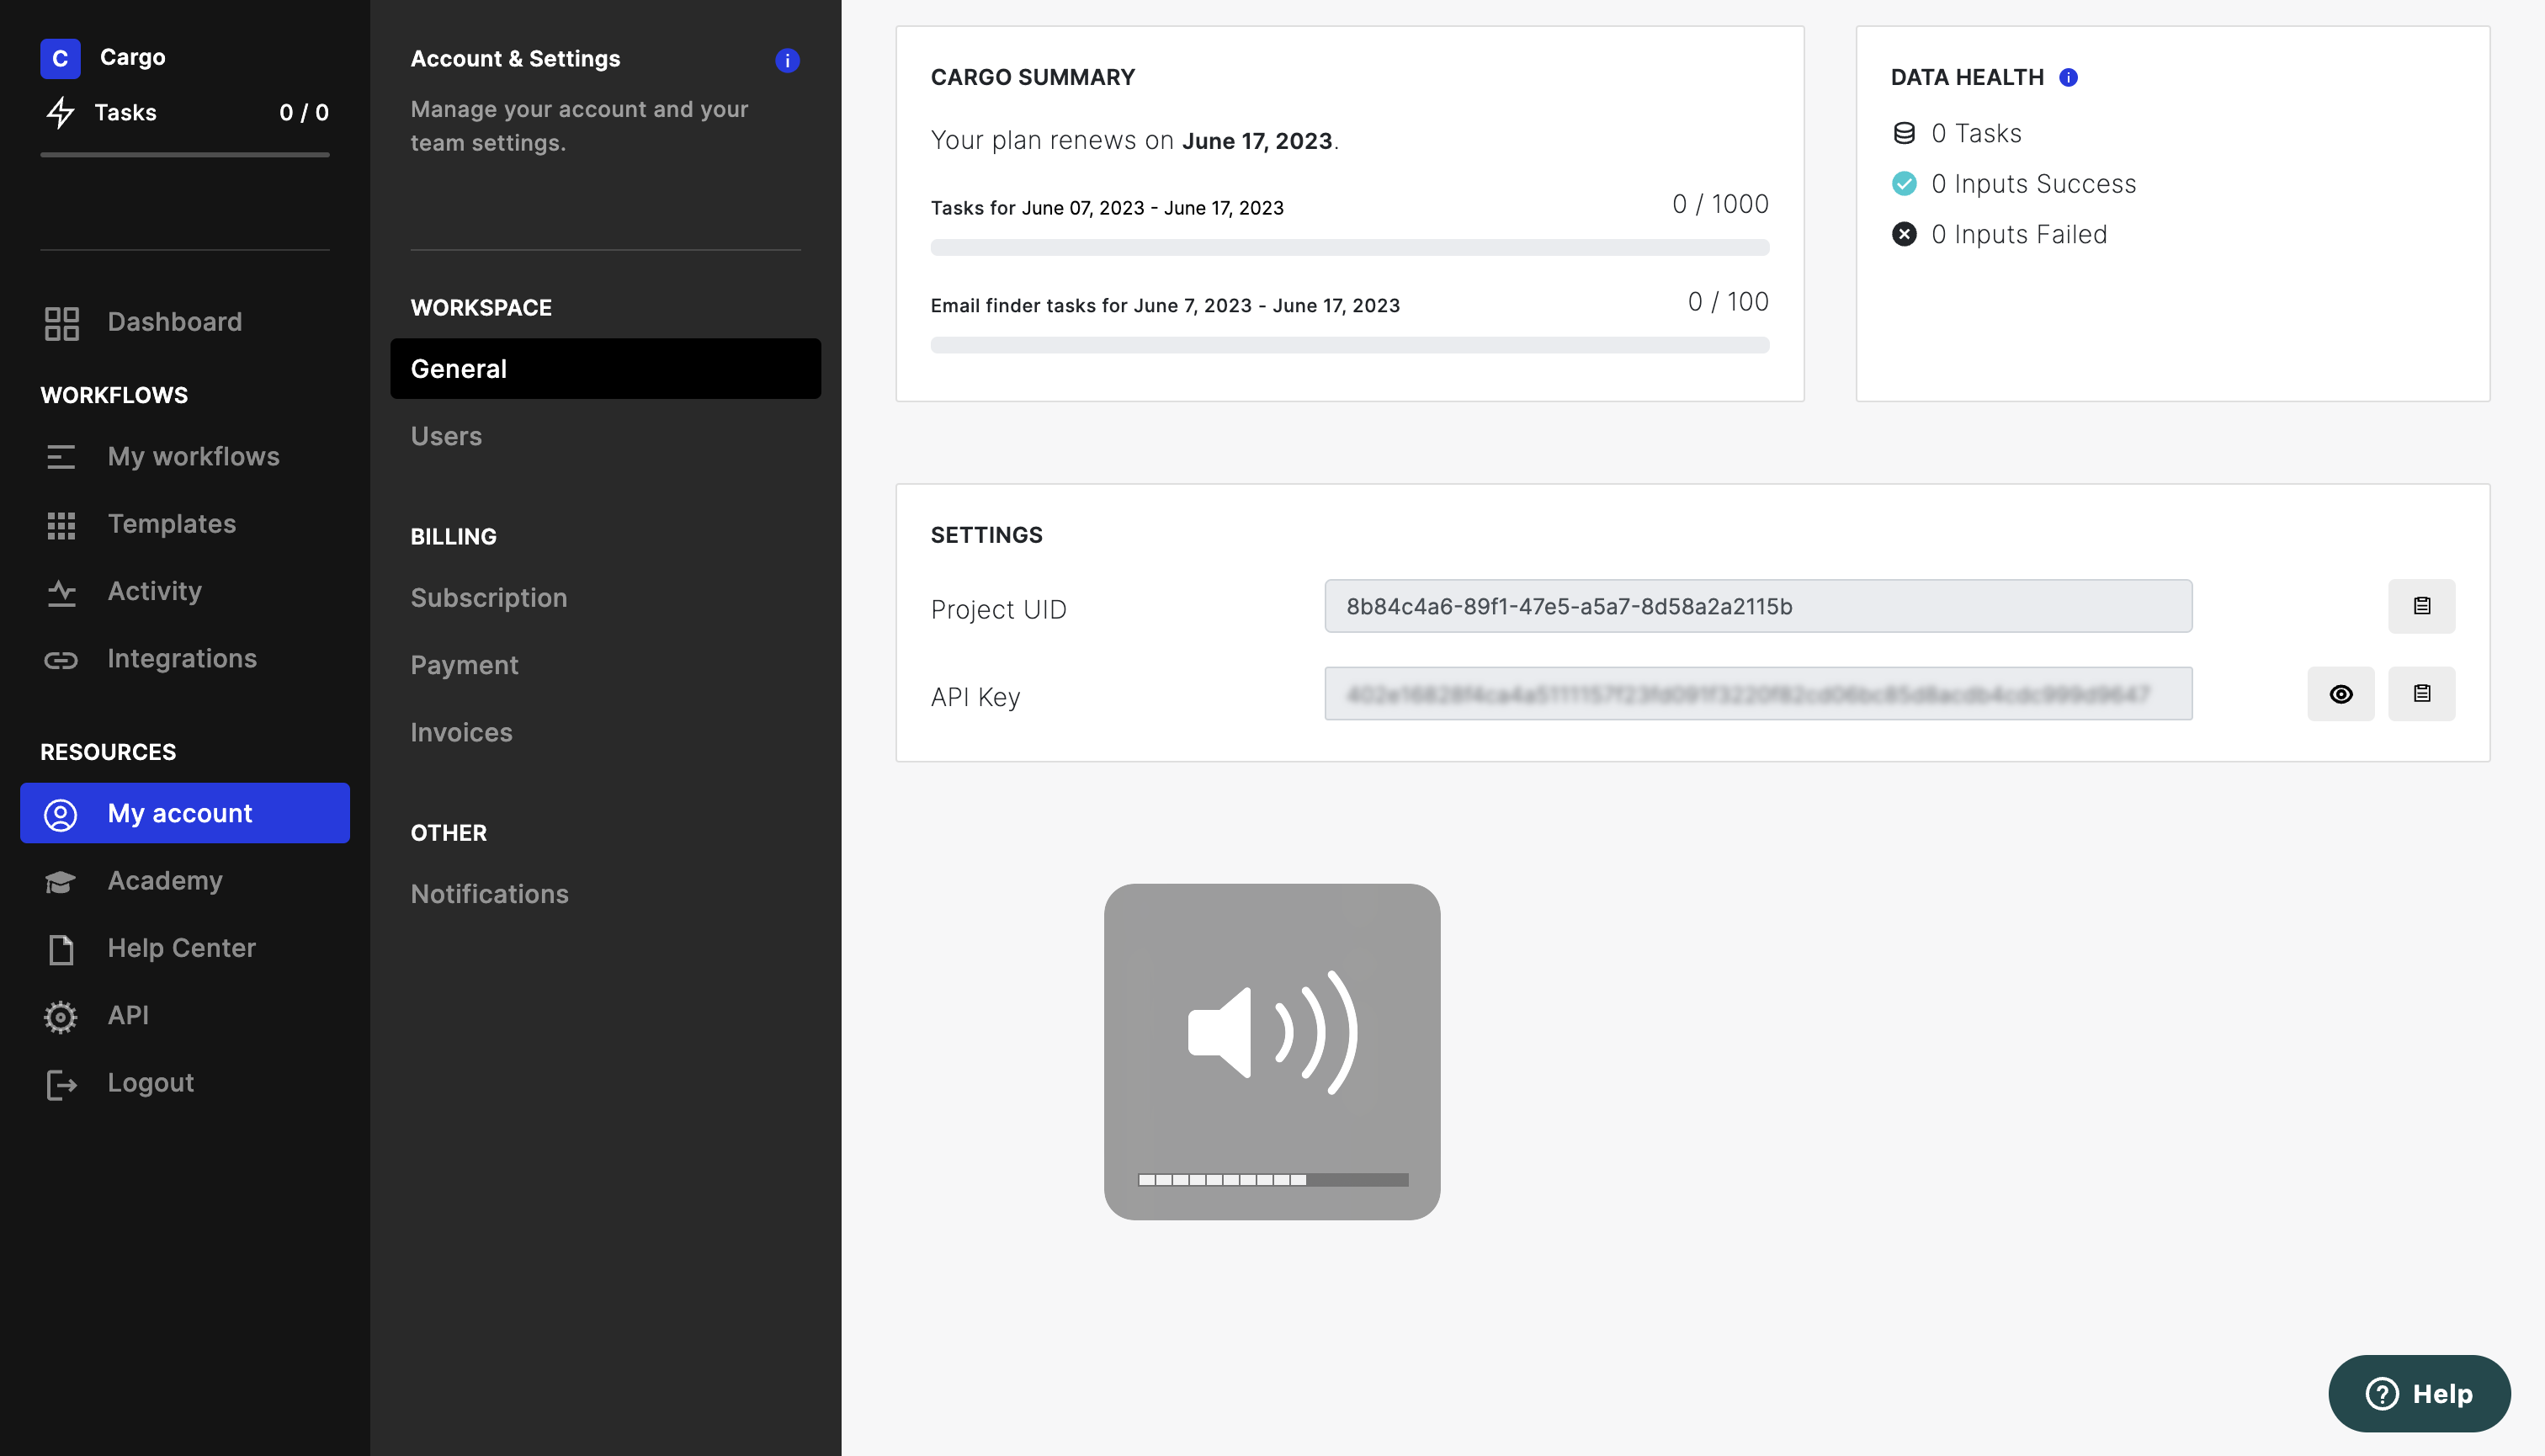 C Cargo
Tasks 0 / 0
Dashboard
WORKFLOWS
My workflows
Templates
Activity
Integrations
RESOURCES
My account
Academy
Help Center
API
Logout
Account & Settings
Manage your account and your
team settings.
WORKSPACE
General
Users
BILLING
Subscription
Payment
Invoices
OTHER
Notifications
CARGO SUMMARY
Your plan renews on June 17, 2023.
Tasks for June 07, 2023 - June 17, 2023 0 / 1000
Email finder tasks for June 7, 2023 - June 17, 2023 0 / 100
DATA HEALTH
0 Tasks
0 Inputs Success
0 Inputs Failed
SETTINGS
Project UID 8b84c4a6-89f1-47e5-a5a7-8d58a2a2115b
API Key
Help